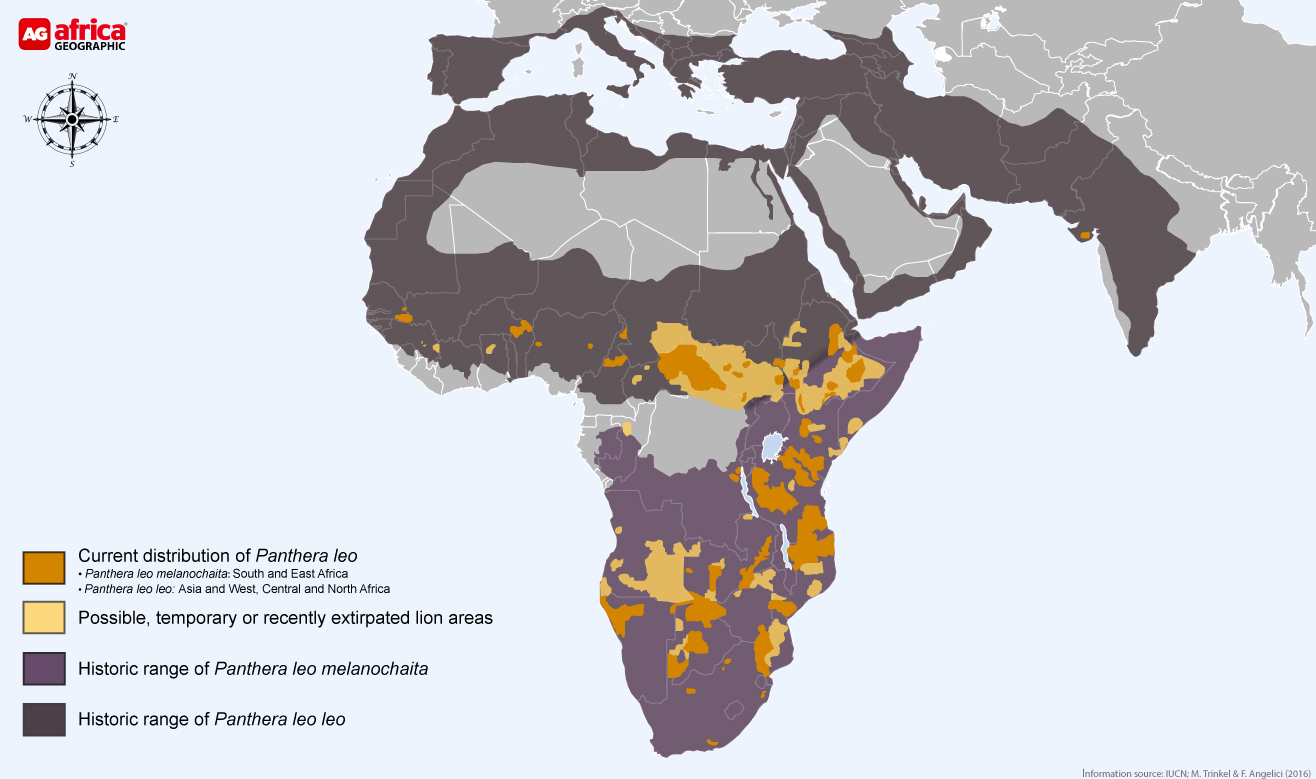 AG africa
GEOGRAPHIC
N
W E
S
Current distribution of Panthera leo
• Panthera leo melanochaita: South and East Africa
• Panthera leo leo: Asia and West, Central and North Africa
Possible, temporary or recently extirpated lion areas
Historic range of Panthera leo melanochaita
Historic range of Panthera leo leo
Information source: IUCN; M. Trinkel & F. Angelici (2016)